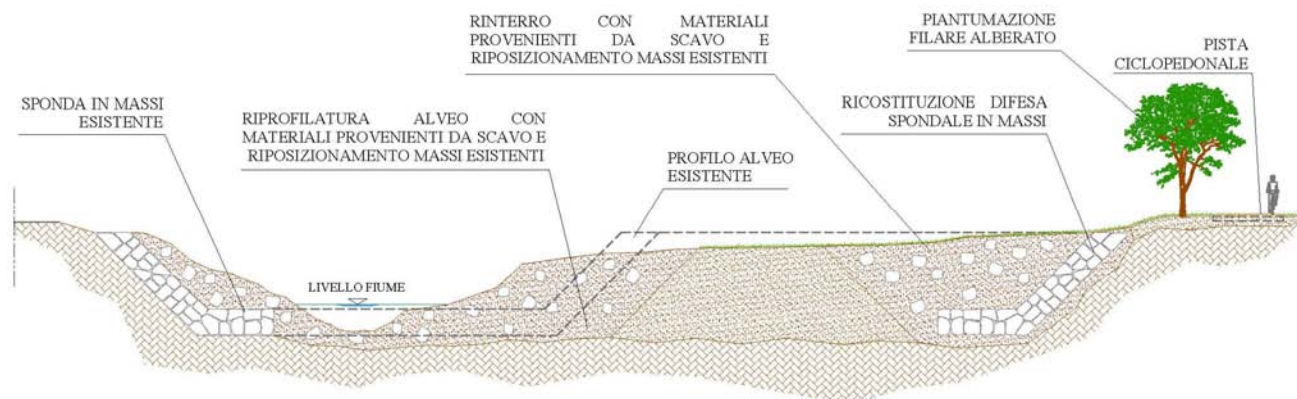 RINTERRO CON MATERIALI
PROVENIENTI DA SCAVO E
RIPOSIZIONAMENTO MASSI ESISTENTI
PIANTUMAZIONE
FILARE ALBERATO
PISTA
CICLOPEDONALE
SPONDA IN MASSI
ESISTENTE
RIPROFILATURA ALVEO CON
MATERIALI PROVENIENTI DA SCAVO E
RIPOSIZIONAMENTO MASSI ESISTENTI
RICOSTITUZIONE DIFESA
SPONDALE IN MASSI
PROFILO ALVEO
ESISTENTE
LIVELLO FIUME